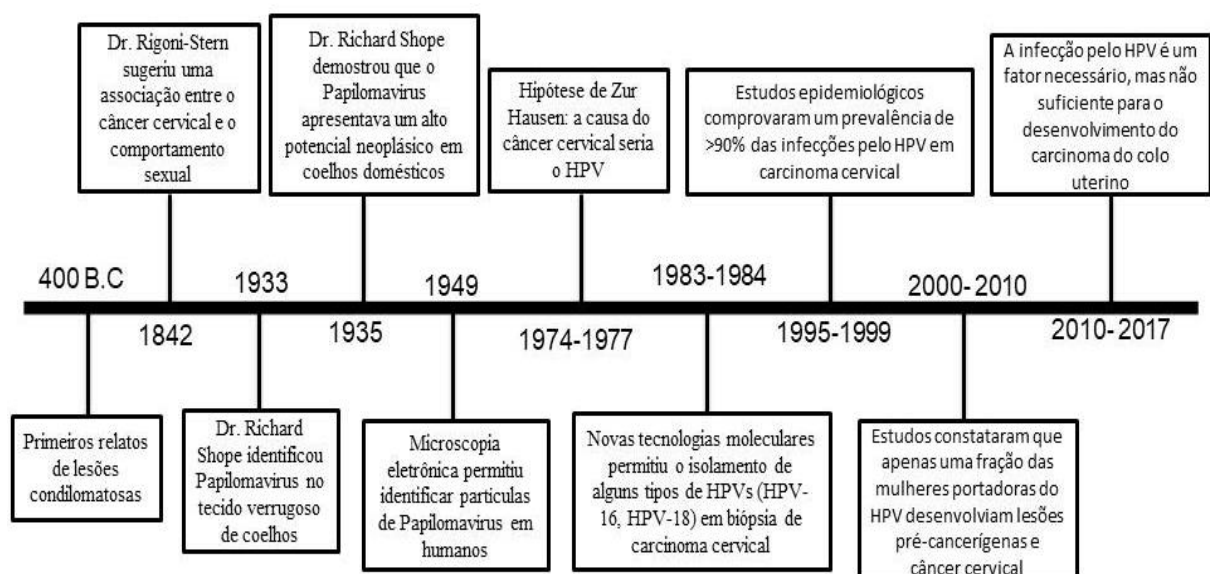 Dr. Rigoni-Stern
sugeriu uma
associação entre o
câncer cervical e o
comportamento
sexual
Dr. Richard Shope
demostrou que o
Papilomavirus
apresentava um alto
potencial neoplásico em
coelhos domésticos
Hipótese de Zur
Hausen: a causa do
câncer cervical seria
o HPV
Estudos epidemiológicos
comprovaram um prevalência de
>90% das infecções pelo HPV em
carcinoma cervical
A infecção pelo HPV é um
fator necessário, mas não
suficiente para o
desenvolvimento do
carcinoma do colo
uterino
400 B.C
1933
1949
1983-1984
2000-2010
1842
1935
1974-1977
1995-1999
2010-2017
Primeiros relatos
de lesões
condilomatosas
Dr. Richard
Shope identificou
Papilomavirus no
tecido verrugoso
de coelhos
Microscopia
eletrônica permitiu
identificar particulas
de Papilomavirus em
humanos
Novas tecnologias moleculares
permitiu o isolamento de
alguns tipos de HPVs (HPV-
16, HPV-18) em biópsia de
carcinoma cervical
Estudos constataram que
apenas uma fração das
mulheres portadoras do
HPV desenvolviam lesões
pré-cancerígenas e
câncer cervical